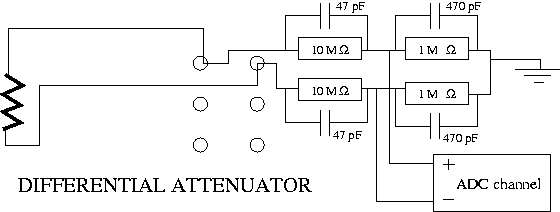 47 pF
470 pF
10 M Ω
1 M Ω
10 M Ω
1 M Ω
47 pF
470 pF
+
ADC channel
−
DIFFERENTIAL ATTENUATOR